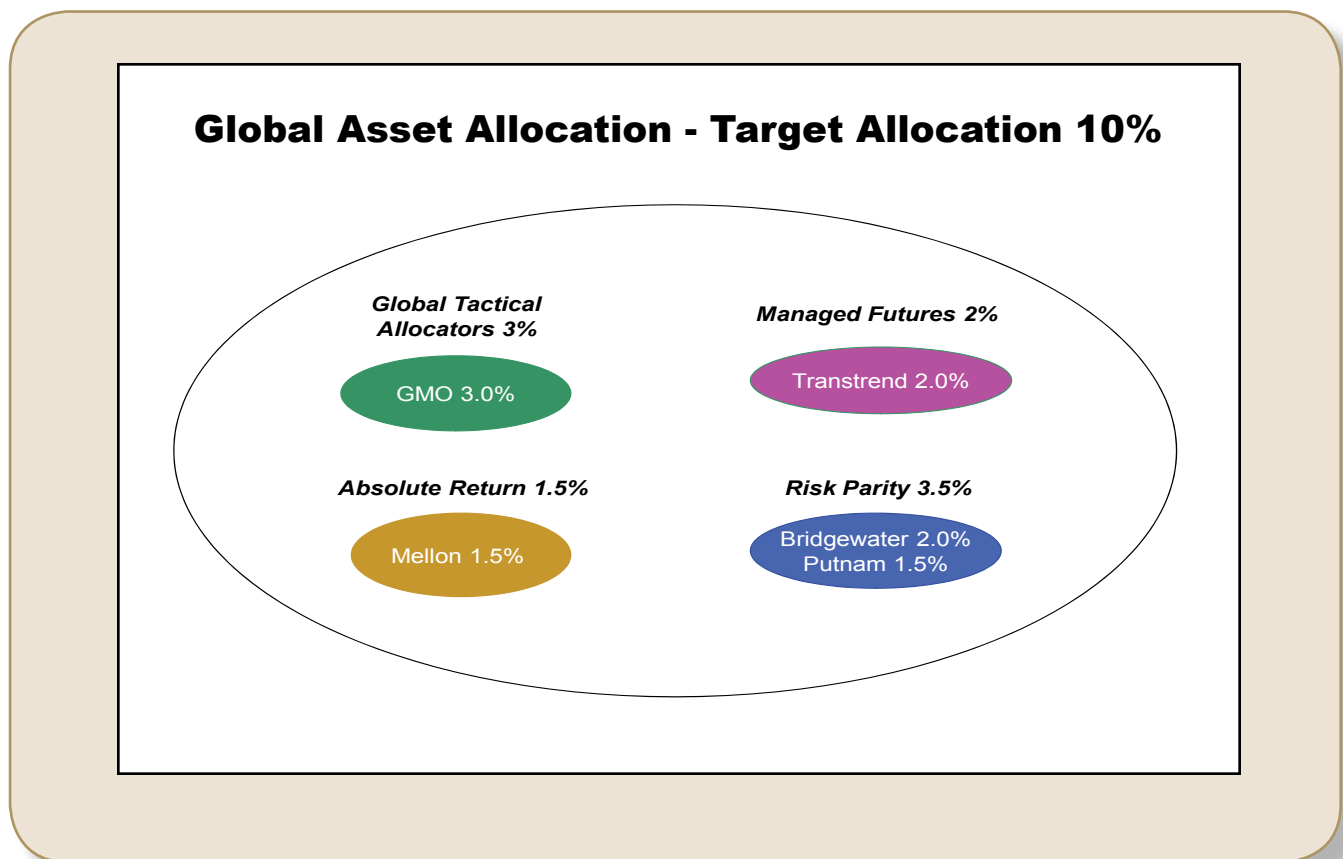 Global Asset Allocation - Target Allocation 10%
Global Tactical
Allocators 3%
GMO 3.0%
Managed Futures 2%
Transtrend 2.0%
Absolute Return 1.5%
Mellon 1.5%
Risk Parity 3.5%
Bridgewater 2.0%
Putnam 1.5%